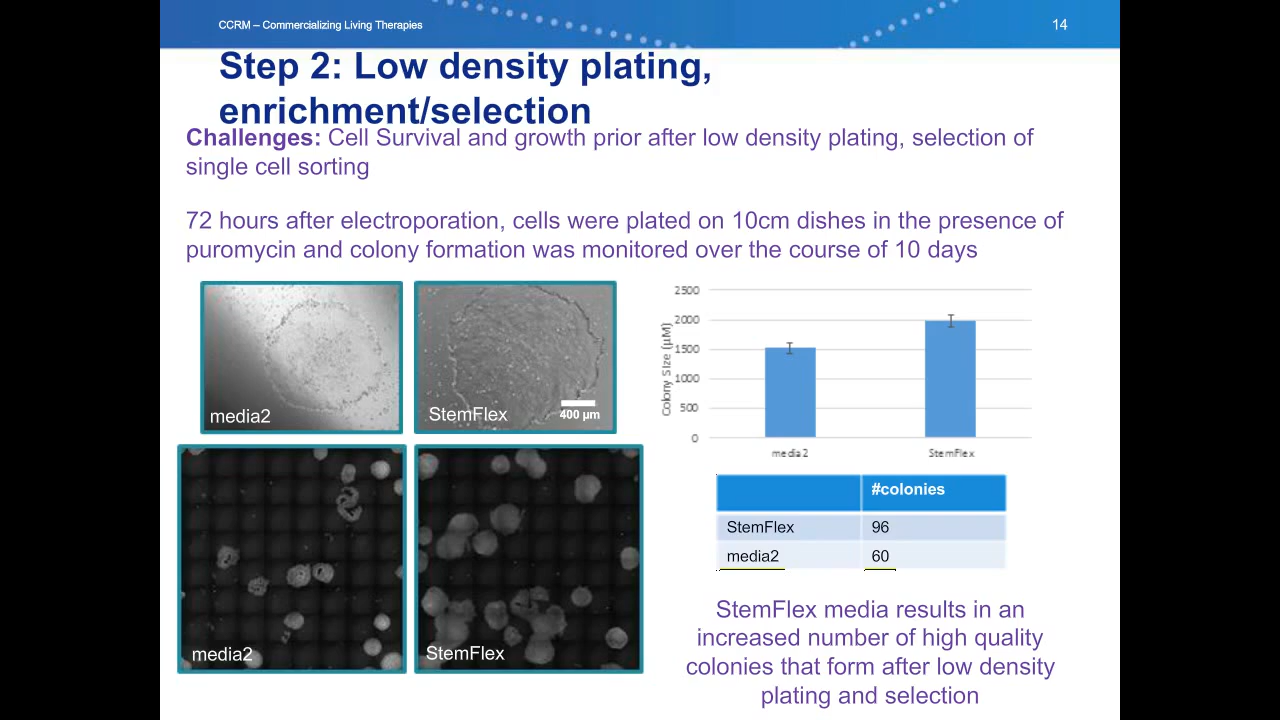 CCRM – Commercializing Living Therapies
14
Step 2: Low density plating,
enrichment/selection
Challenges: Cell Survival and growth prior after low density plating, selection of
single cell sorting
72 hours after electroporation, cells were plated on 10cm dishes in the presence of
puromycin and colony formation was monitored over the course of 10 days
media2
StemFlex
400 µm
media2
StemFlex
Colony Size (µM)
2500
2000
1500
1000
500
0
media2
StemFlex
#colonies
StemFlex 96
media2 60
StemFlex media results in an
increased number of high quality
colonies that form after low density
plating and selection